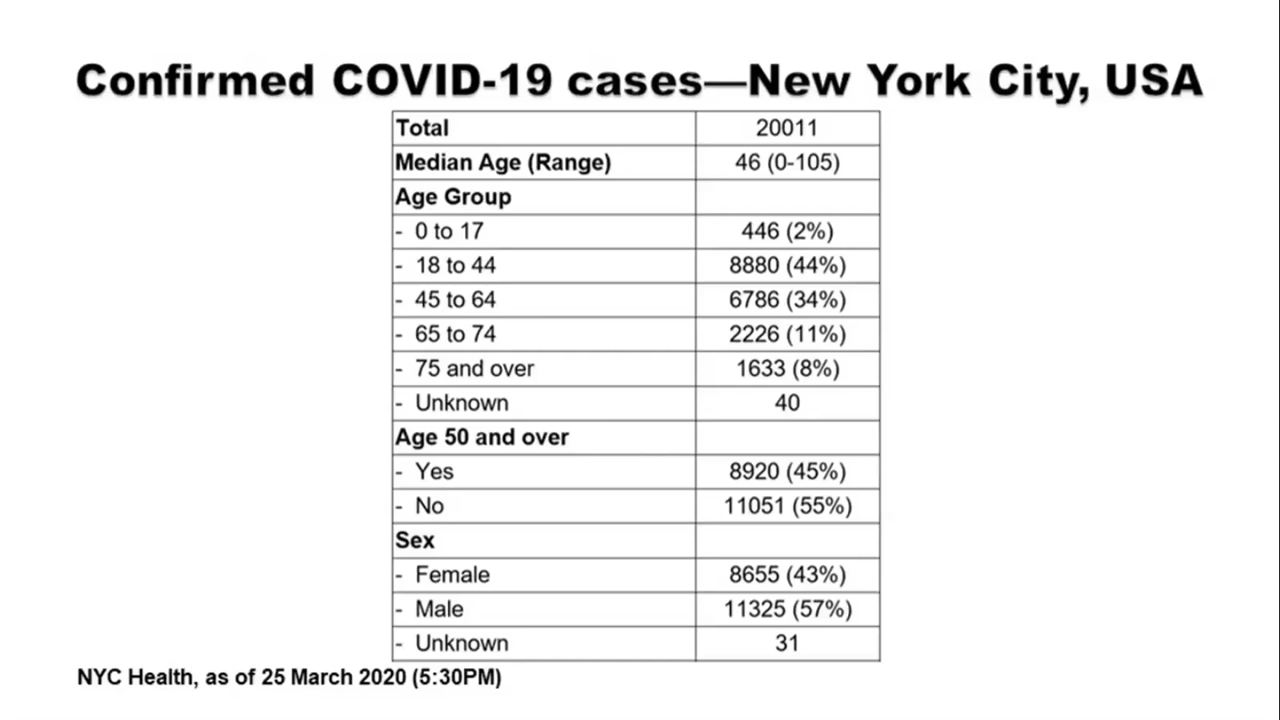 Confirmed COVID-19 cases—New York City, USA
Total 20011
Median Age (Range) 46 (0-105)
Age Group
- 0 to 17 446 (2%)
- 18 to 44 8880 (44%)
- 45 to 64 6786 (34%)
- 65 to 74 2226 (11%)
- 75 and over 1633 (8%)
- Unknown 40
Age 50 and over
- Yes 8920 (45%)
- No 11051 (55%)
Sex
- Female 8655 (43%)
- Male 11325 (57%)
- Unknown 31
NYC Health, as of 25 March 2020 (5:30PM)